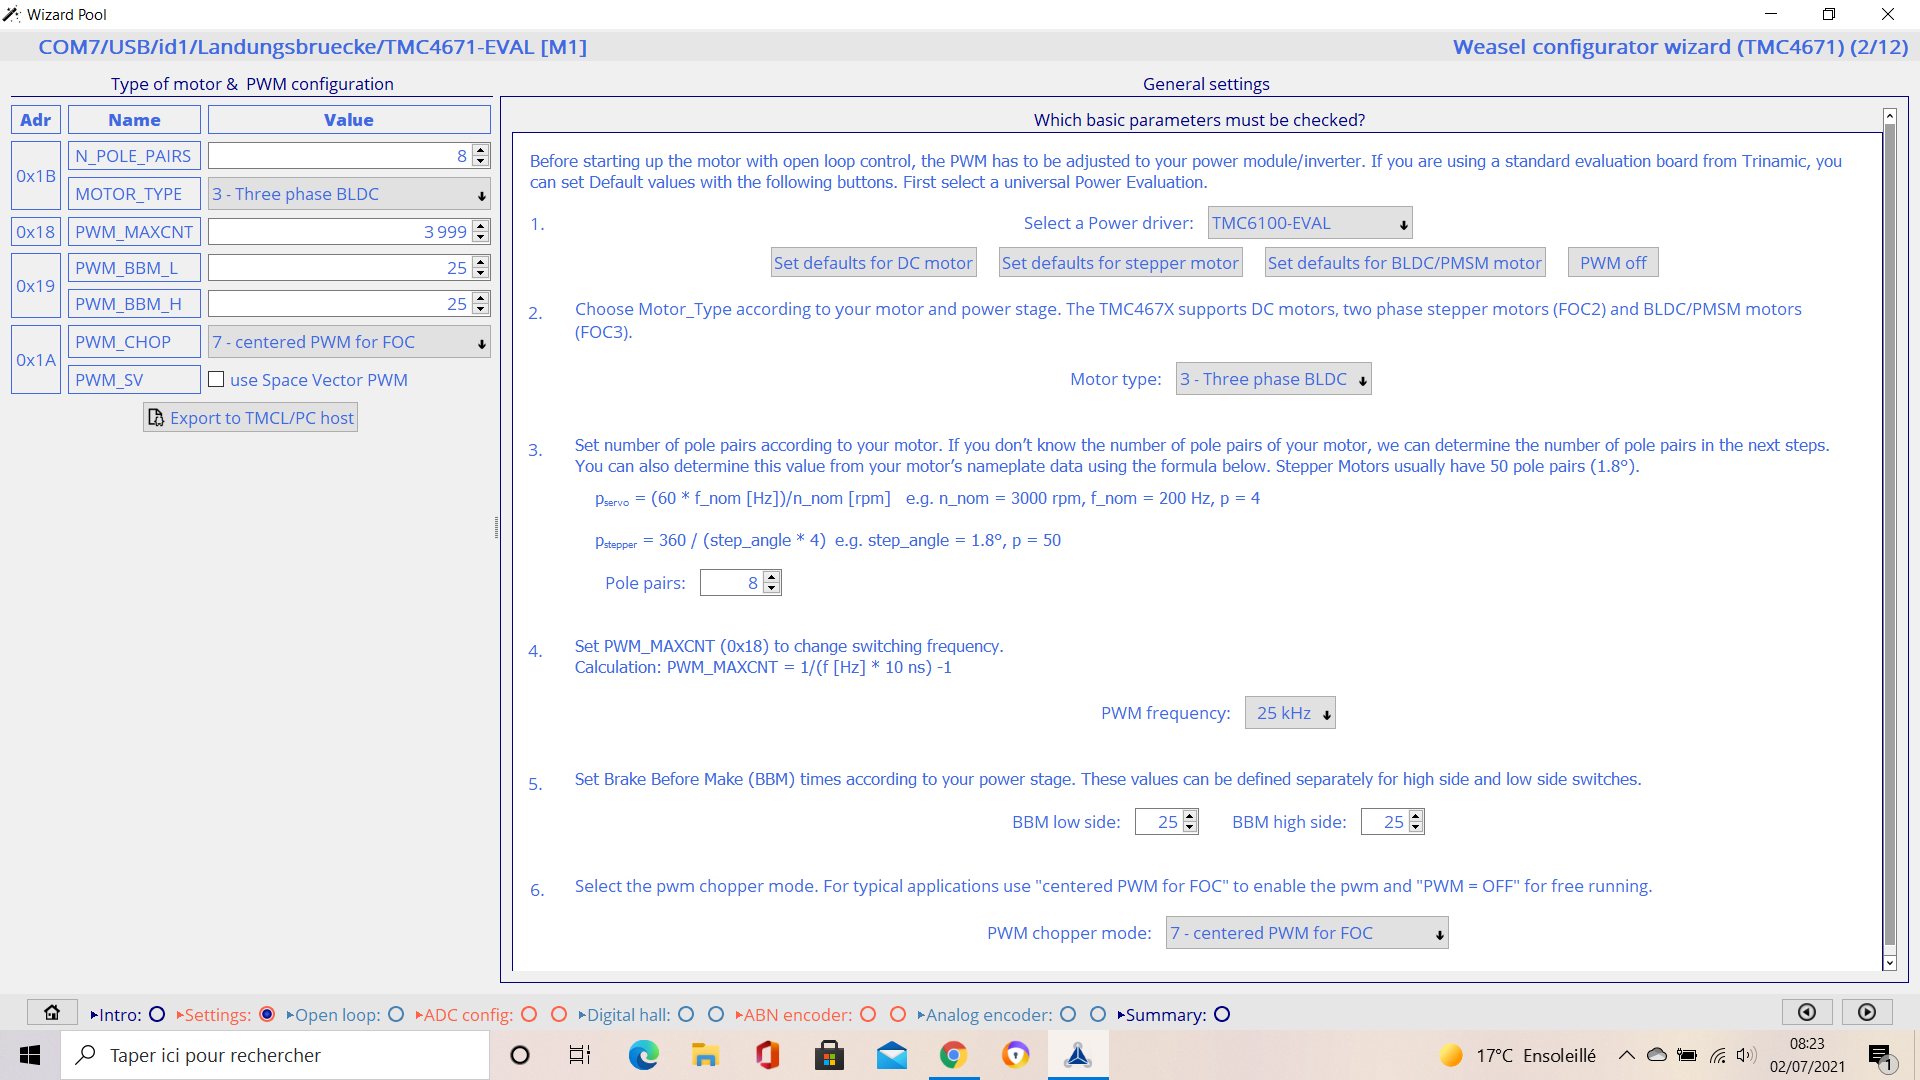 Wizard Pool
COM7/USB/id1/Landungsbruecke/TMC4671-EVAL [M1]
Weasel configurator wizard (TMC4671) (2/12)
Type of motor & PWM configuration
Adr Name Value
0x1B N_POLE_PAIRS 8
MOTOR_TYPE 3 - Three phase BLDC
0x18 PWM_MAXCNT 3 999
0x19 PWM_BBM_L 25
PWM_BBM_H 25
0x1A PWM_CHOP 7 - centered PWM for FOC
PWM_SV use Space Vector PWM
Export to TMCL/PC host
General settings
Which basic parameters must be checked?
Before starting up the motor with open loop control, the PWM has to be adjusted to your power module/inverter. If you are using a standard evaluation board from Trinamic, you
can set Default values with the following buttons. First select a universal Power Evaluation.
1. Select a Power driver: TMC6100-EVAL
Set defaults for DC motor Set defaults for stepper motor Set defaults for BLDC/PMSM motor PWM off
2. Choose Motor_Type according to your motor and power stage. The TMC467X supports DC motors, two phase stepper motors (FOC2) and BLDC/PMSM motors
(FOC3).
Motor type: 3 - Three phase BLDC
3. Set number of pole pairs according to your motor. If you don’t know the number of pole pairs of your motor, we can determine the number of pole pairs in the next steps.
You can also determine this value from your motor’s nameplate data using the formula below. Stepper Motors usually have 50 pole pairs (1.8°).
pservo = (60 * f_nom [Hz])/n_nom [rpm] e.g. n_nom = 3000 rpm, f_nom = 200 Hz, p = 4
pstepper = 360 / (step_angle * 4) e.g. step_angle = 1.8°, p = 50
Pole pairs: 8
4. Set PWM_MAXCNT (0x18) to change switching frequency.
Calculation: PWM_MAXCNT = 1/(f [Hz] * 10 ns) -1
PWM frequency: 25 kHz
5. Set Brake Before Make (BBM) times according to your power stage. These values can be defined separately for high side and low side switches.
BBM low side: 25 BBM high side: 25
6. Select the pwm chopper mode. For typical applications use "centered PWM for FOC" to enable the pwm and "PWM = OFF" for free running.
PWM chopper mode: 7 - centered PWM for FOC
Intro: Settings: Open loop: ADC config: Digital hall: ABN encoder: Analog encoder: Summary:
Taper ici pour rechercher
17°C Ensoleillé
08:23
02/07/2021
1